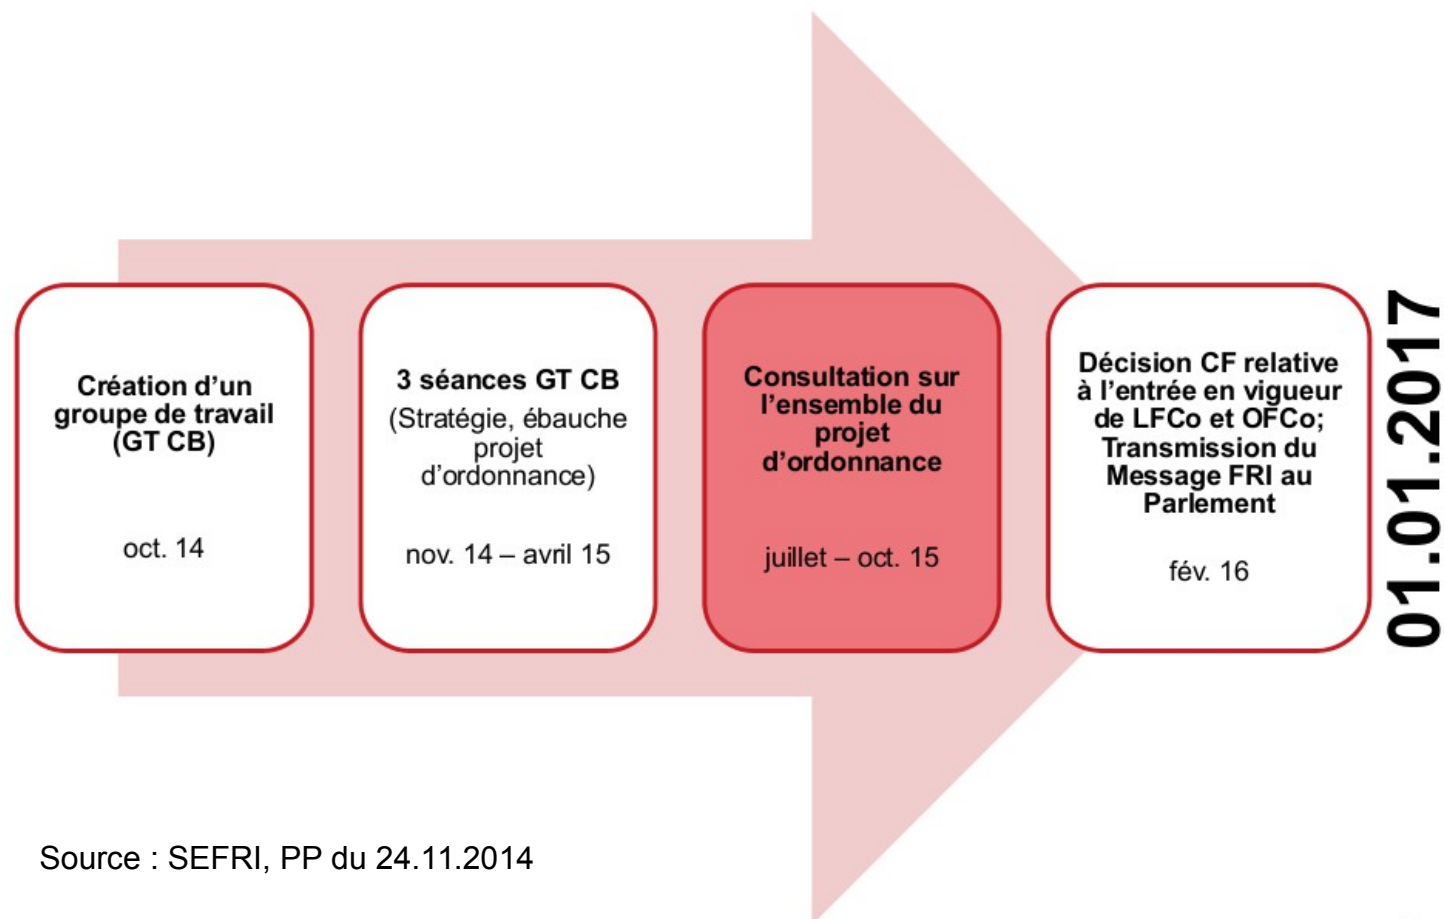 Création d’un
groupe de travail
(GT CB)
oct. 14
3 séances GT CB
(Stratégie, ébauche
projet
d’ordonnance)
nov. 14 – avril 15
Consultation sur
l’ensemble du
projet
d’ordonnance
juillet – oct. 15
Décision CF relative
à l’entrée en vigueur
de LFCo et OFCo;
Transmission du
Message FRI au
Parlement
fév. 16
01.01.2017
Source : SEFRI, PP du 24.11.2014